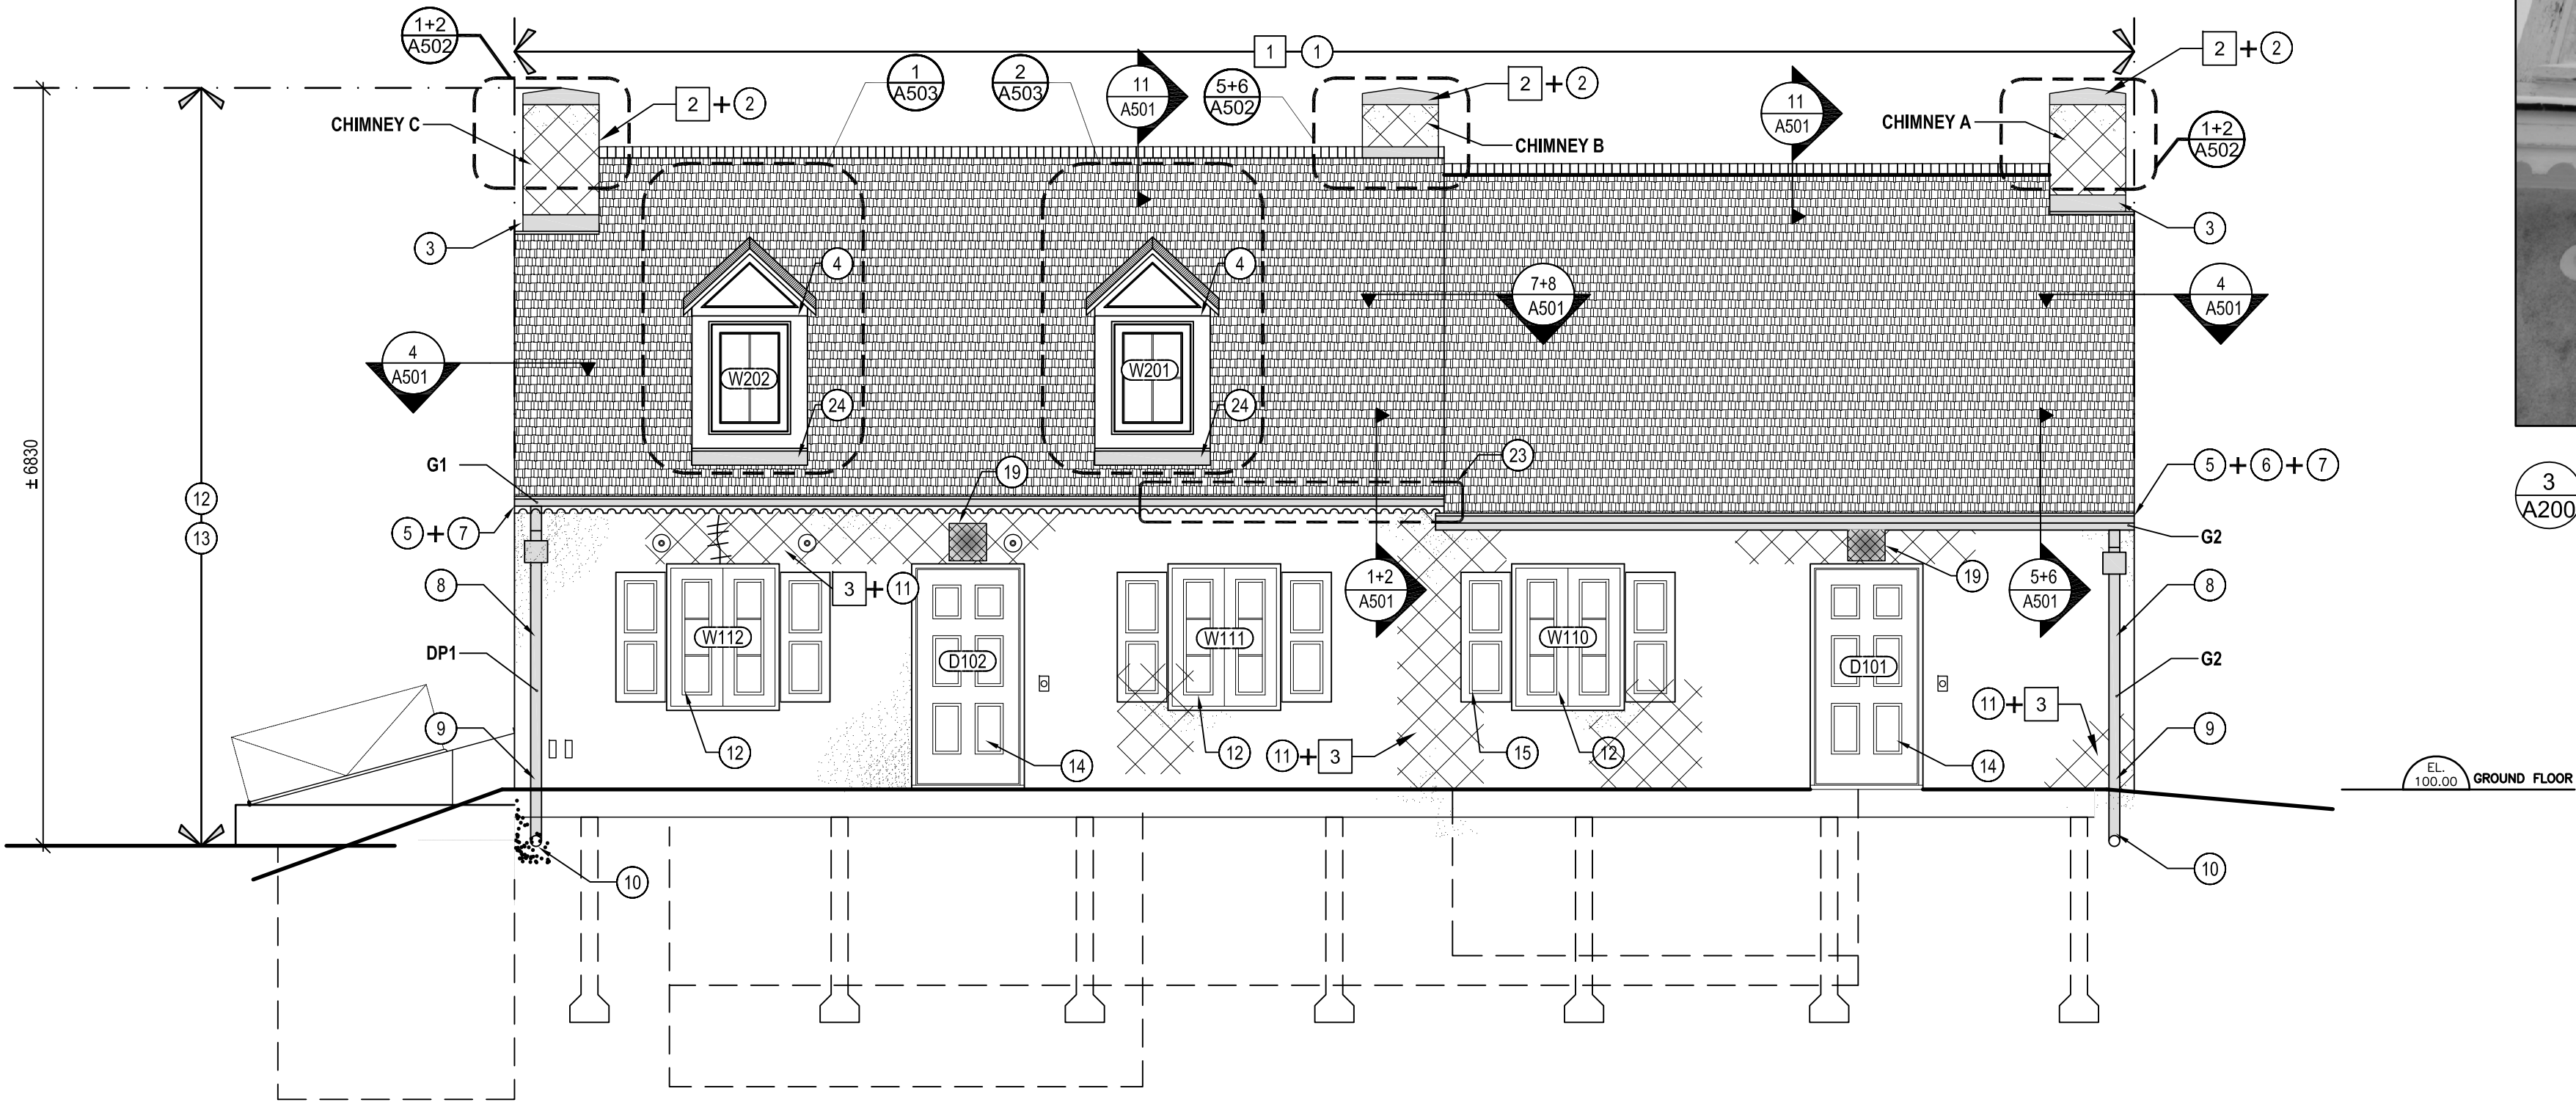 1+2
A502
1 1
2 + 2
1
A503
2
A503
11
A501
5+6
A502
2 + 2
11
A501
2 + 2
CHIMNEY C
CHIMNEY B
CHIMNEY A
1+2
A502
3
3
4
4
7+8
A501
4
A501
4
A501
W202
W201
24
24
± 6830
G1
19
23
5 + 6 + 7
3
A200
12
13
5 + 7
G2
8
3 + 11
1+2
A501
19
5+6
A501
8
W112
D102
W111
W110
D101
DP1
G2
9
12
14
12
11 + 3
15
12
14
11 + 3
9
EL.
100.00
GROUND FLOOR
10
10